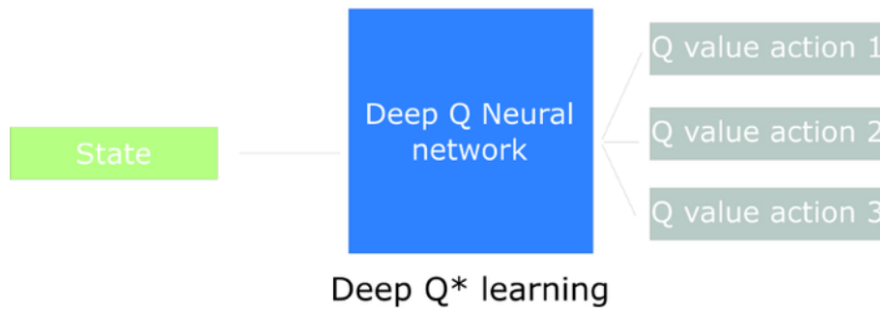 State
Deep Q Neural
network
Q value action 1
Q value action 2
Q value action 3
Deep Q* learning